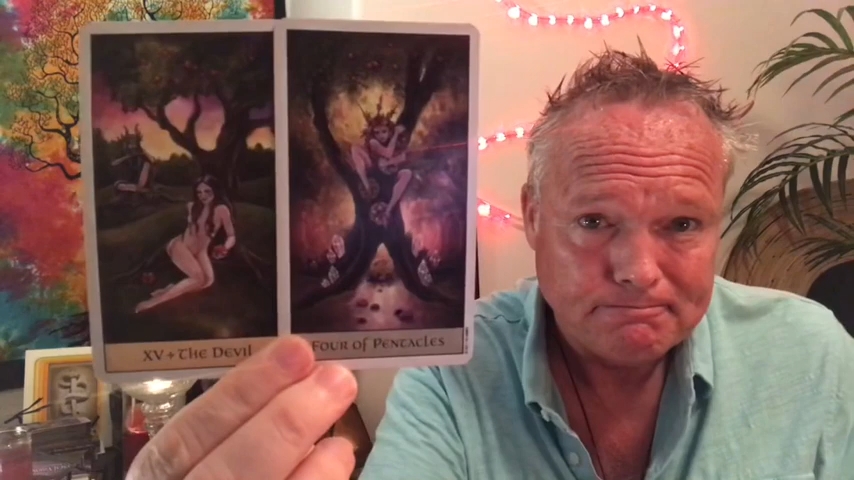 XV ✦ The Devil
Four of Pentacles